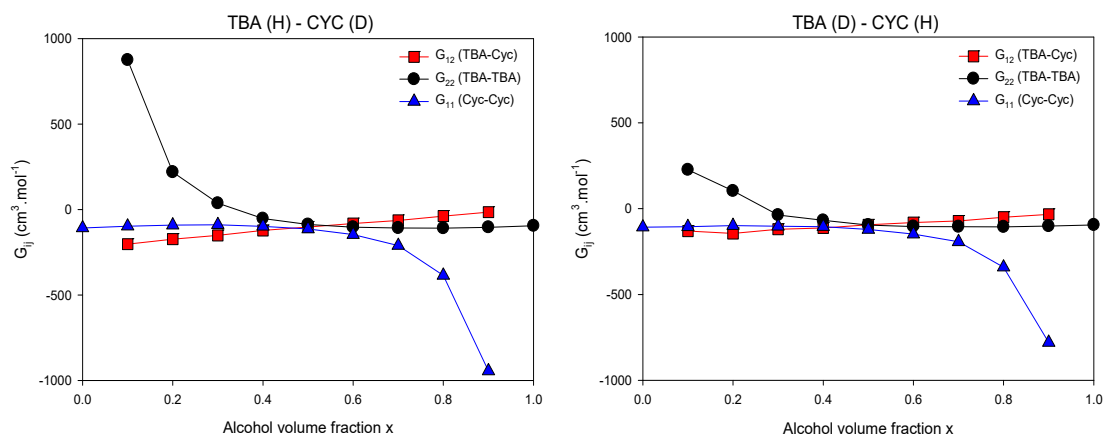 TBA (H) - CYC (D)
G12 (TBA-Cyc)
G22 (TBA-TBA)
G11 (Cyc-Cyc)
Gij (cm3.mol-1)
1000
500
0
-500
-1000
0.0 0.2 0.4 0.6 0.8 1.0
Alcohol volume fraction x
TBA (D) - CYC (H)
G12 (TBA-Cyc)
G22 (TBA-TBA)
G11 (Cyc-Cyc)
Gij (cm3.mol-1)
1000
500
0
-500
-1000
0.0 0.2 0.4 0.6 0.8 1.0
Alcohol volume fraction x